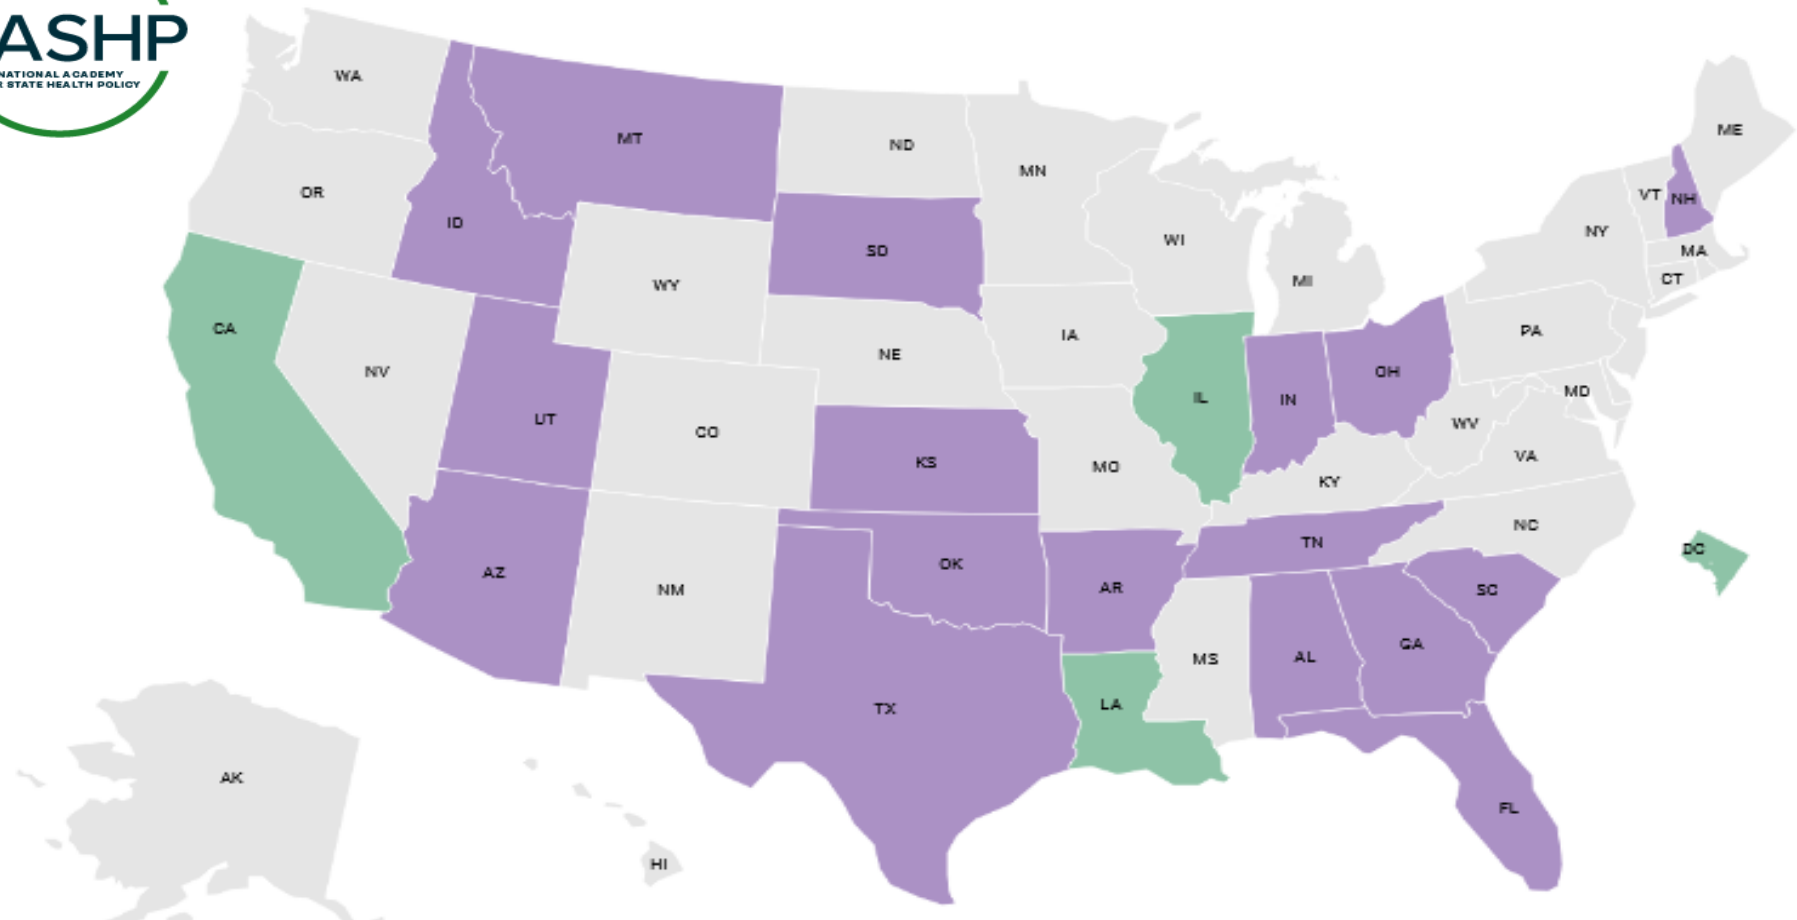 ASHP
NATIONAL ACADEMY
R STATE HEALTH POLICY
WA
MT
ND
MN
ME
OR
ID
SD
WI
MI
NY
VT
NH
MA
CT
CA
NV
WY
IA
NE
PA
UT
CO
KS
MO
IL
IN
OH
WV
MD
VA
KY
AZ
NM
OK
AR
TN
NC
SC
DC
TX
LA
MS
AL
GA
FL
AK
HI